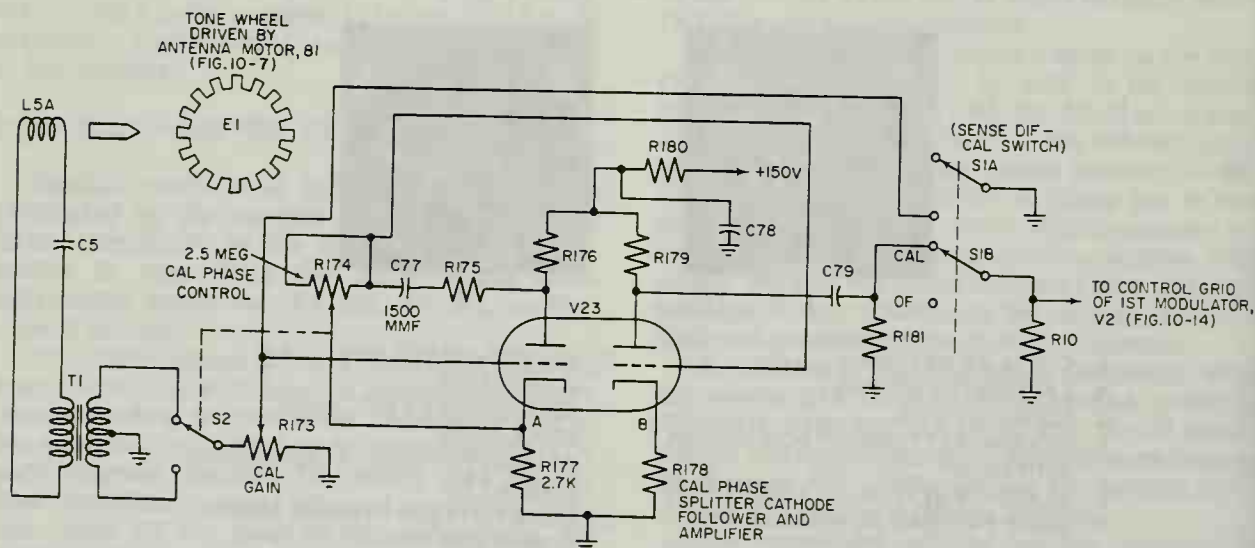 TONE WHEEL
DRIVEN BY
ANTENNA MOTOR, B1
(FIG. 10-7)
L5A
E1
(SENSE DIF-
CAL SWITCH)
S1A
R180
+150V
C78
C5
2.5 MEG
CAL PHASE
CONTROL
R174
C77
1500
MMF
R175
R176
R179
C79
CAL
S1B
OF
TO CONTROL GRID
OF 1ST MODULATOR,
V2 (FIG. 10-14)
V23
R181
R10
T1
S2
R173
CAL
GAIN
A
B
R177
2.7K
R178
CAL PHASE
SPLITTER CATHODE
FOLLOWER AND
AMPLIFIER